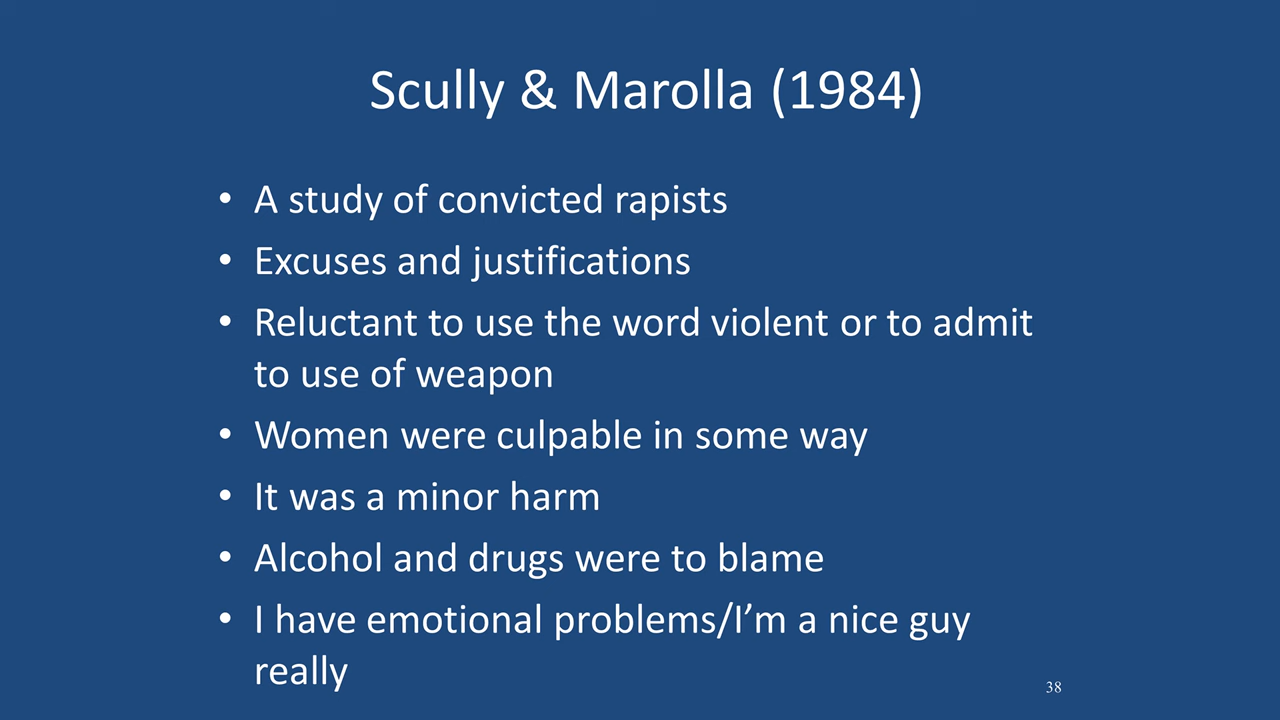 Scully & Marolla (1984)
• A study of convicted rapists
• Excuses and justifications
• Reluctant to use the word violent or to admit
to use of weapon
• Women were culpable in some way
• It was a minor harm
• Alcohol and drugs were to blame
• I have emotional problems/I’m a nice guy
really
38